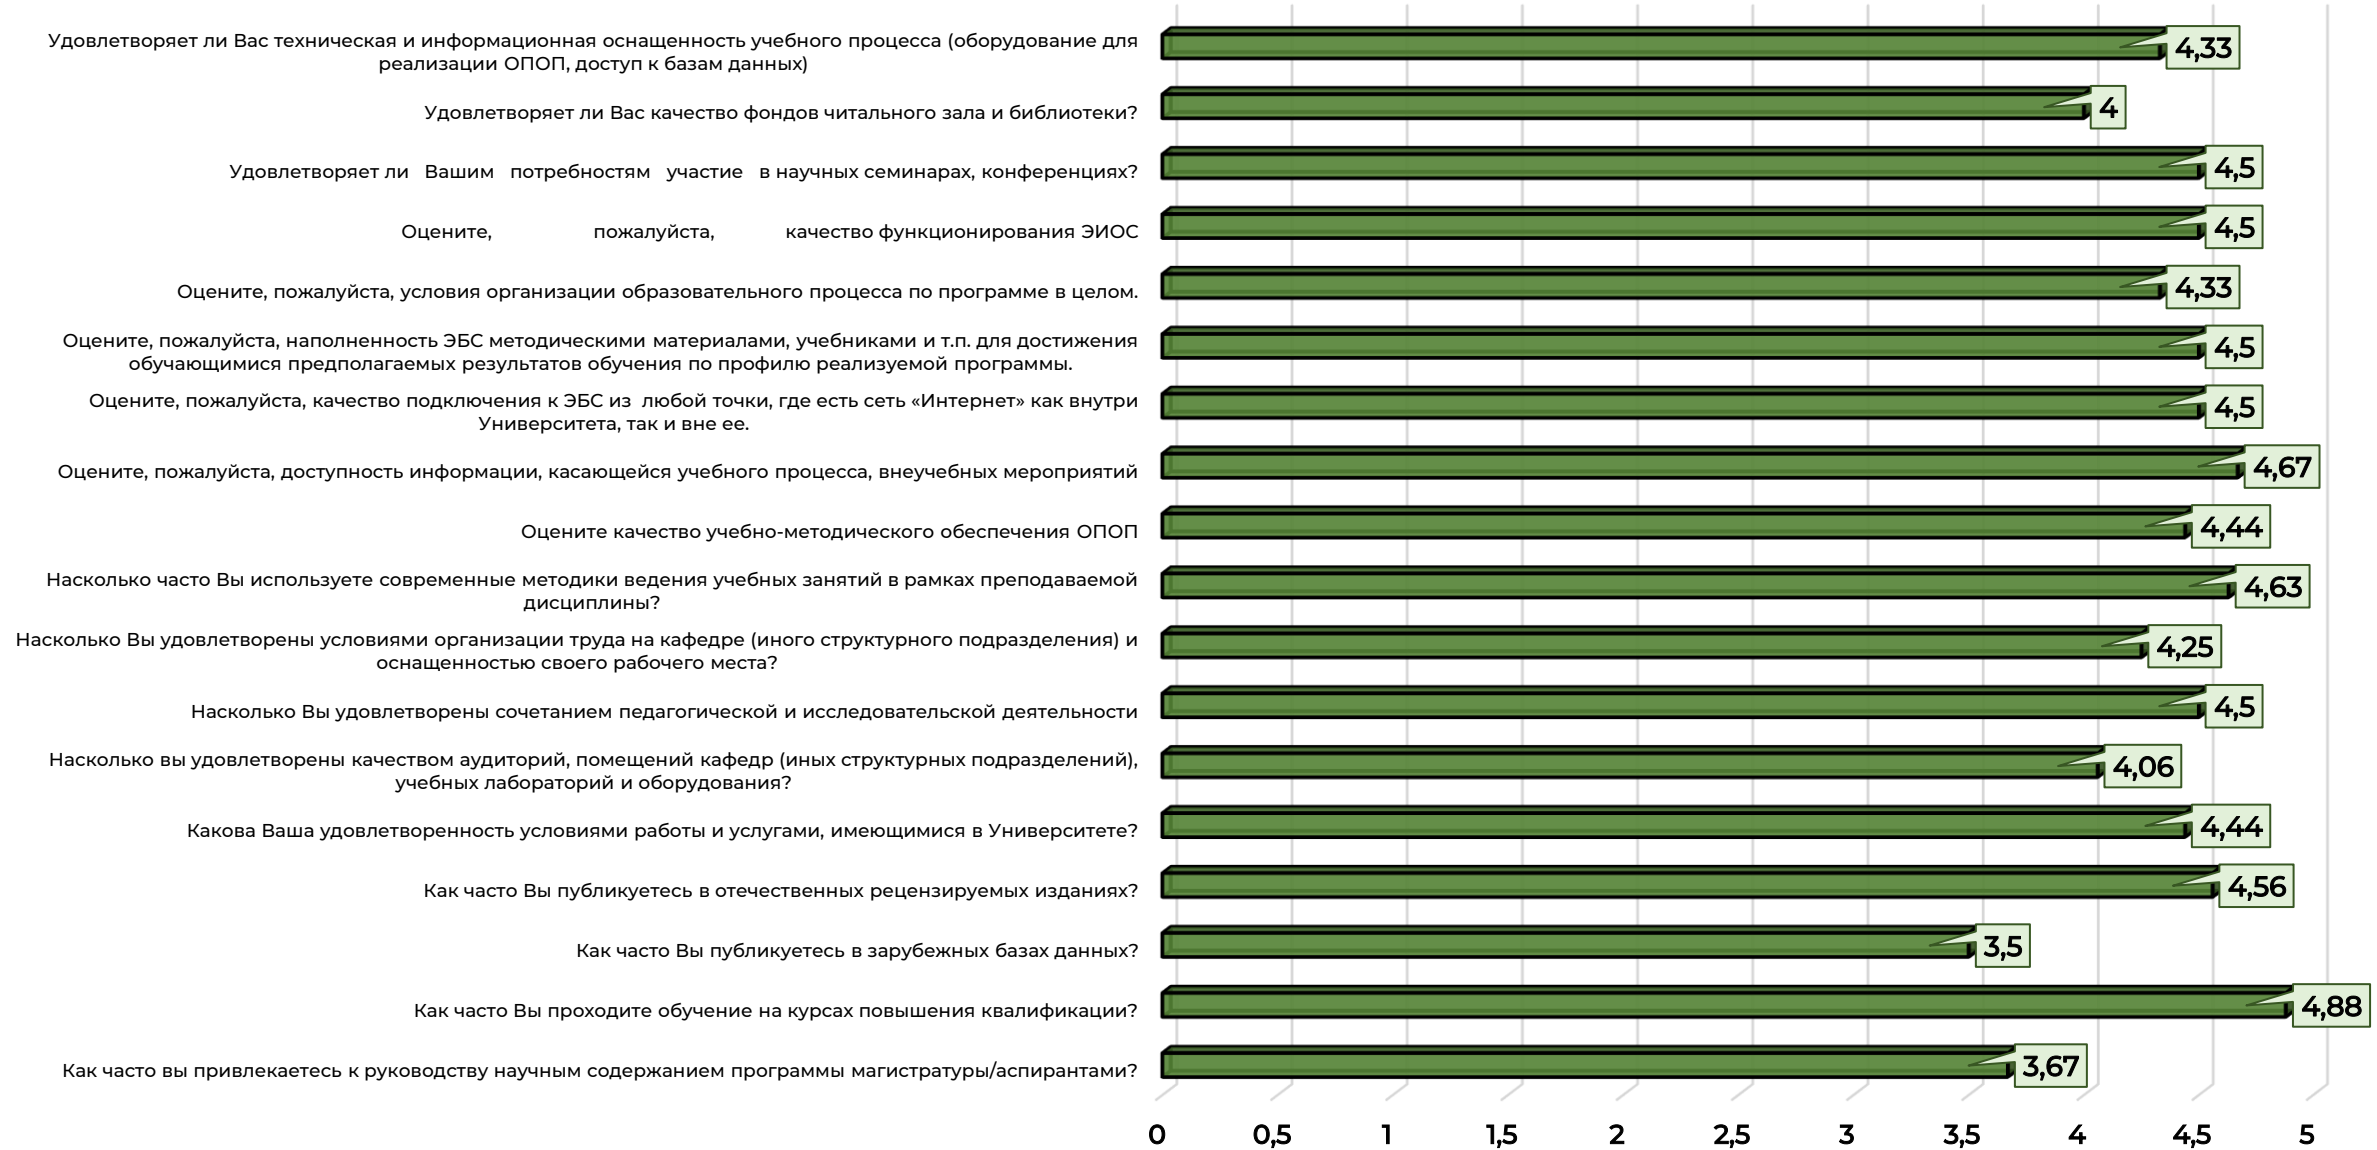 Удовлетворяет ли Вас техническая и информационная оснащенность учебного процесса (оборудование для
реализации ОПОП, доступ к базам данных)
4,33
Удовлетворяет ли Вас качество фондов читального зала и библиотеки?
4
Удовлетворяет ли Вашим потребностям участие в научных семинарах, конференциях?
4,5
Оцените, пожалуйста, качество функционирования ЭИОС
4,5
Оцените, пожалуйста, условия организации образовательного процесса по программе в целом.
4,33
Оцените, пожалуйста, наполненность ЭБС методическими материалами, учебниками и т.п. для достижения
обучающимися предполагаемых результатов обучения по профилю реализуемой программы.
4,5
Оцените, пожалуйста, качество подключения к ЭБС из любой точки, где есть сеть «Интернет» как внутри
Университета, так и вне ее.
4,5
Оцените, пожалуйста, доступность информации, касающейся учебного процесса, внеучебных мероприятий
4,67
Оцените качество учебно-методического обеспечения ОПОП
4,44
Насколько часто Вы используете современные методики ведения учебных занятий в рамках преподаваемой
дисциплины?
4,63
Насколько Вы удовлетворены условиями организации труда на кафедре (иного структурного подразделения) и
оснащенностью своего рабочего места?
4,25
Насколько Вы удовлетворены сочетанием педагогической и исследовательской деятельности
4,5
Насколько вы удовлетворены качеством аудиторий, помещений кафедр (иных структурных подразделений),
учебных лабораторий и оборудования?
4,06
Какова Ваша удовлетворенность условиями работы и услугами, имеющимися в Университете?
4,44
Как часто Вы публикуетесь в отечественных рецензируемых изданиях?
4,56
Как часто Вы публикуетесь в зарубежных базах данных?
3,5
Как часто Вы проходите обучение на курсах повышения квалификации?
4,88
Как часто вы привлекаетесь к руководству научным содержанием программы магистратуры/аспирантами?
3,67
0 0,5 1 1,5 2 2,5 3 3,5 4 4,5 5